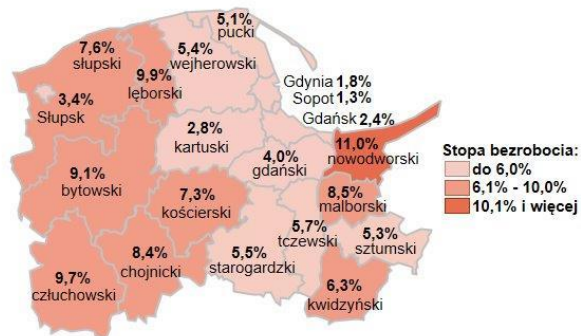 5,1%
pucki
7,6%
słupski
5,4%
wejherowski
9,9%
lęborski
Gdynia 1,8%
Sopot 1,3%
Gdańsk 2,4%
3,4%
Słupsk
2,8%
kartuski
4,0%
gdański
11,0%
nowodworski
Stopa bezrobocia:
do 6,0%
6,1% - 10,0%
10,1% i więcej
9,1%
bytowski
7,3%
kościerski
8,5%
malborski
5,7%
tczewski
5,3%
sztumski
8,4%
chojnicki
5,5%
starogardzki
9,7%
człuchowski
6,3%
kwidzyński